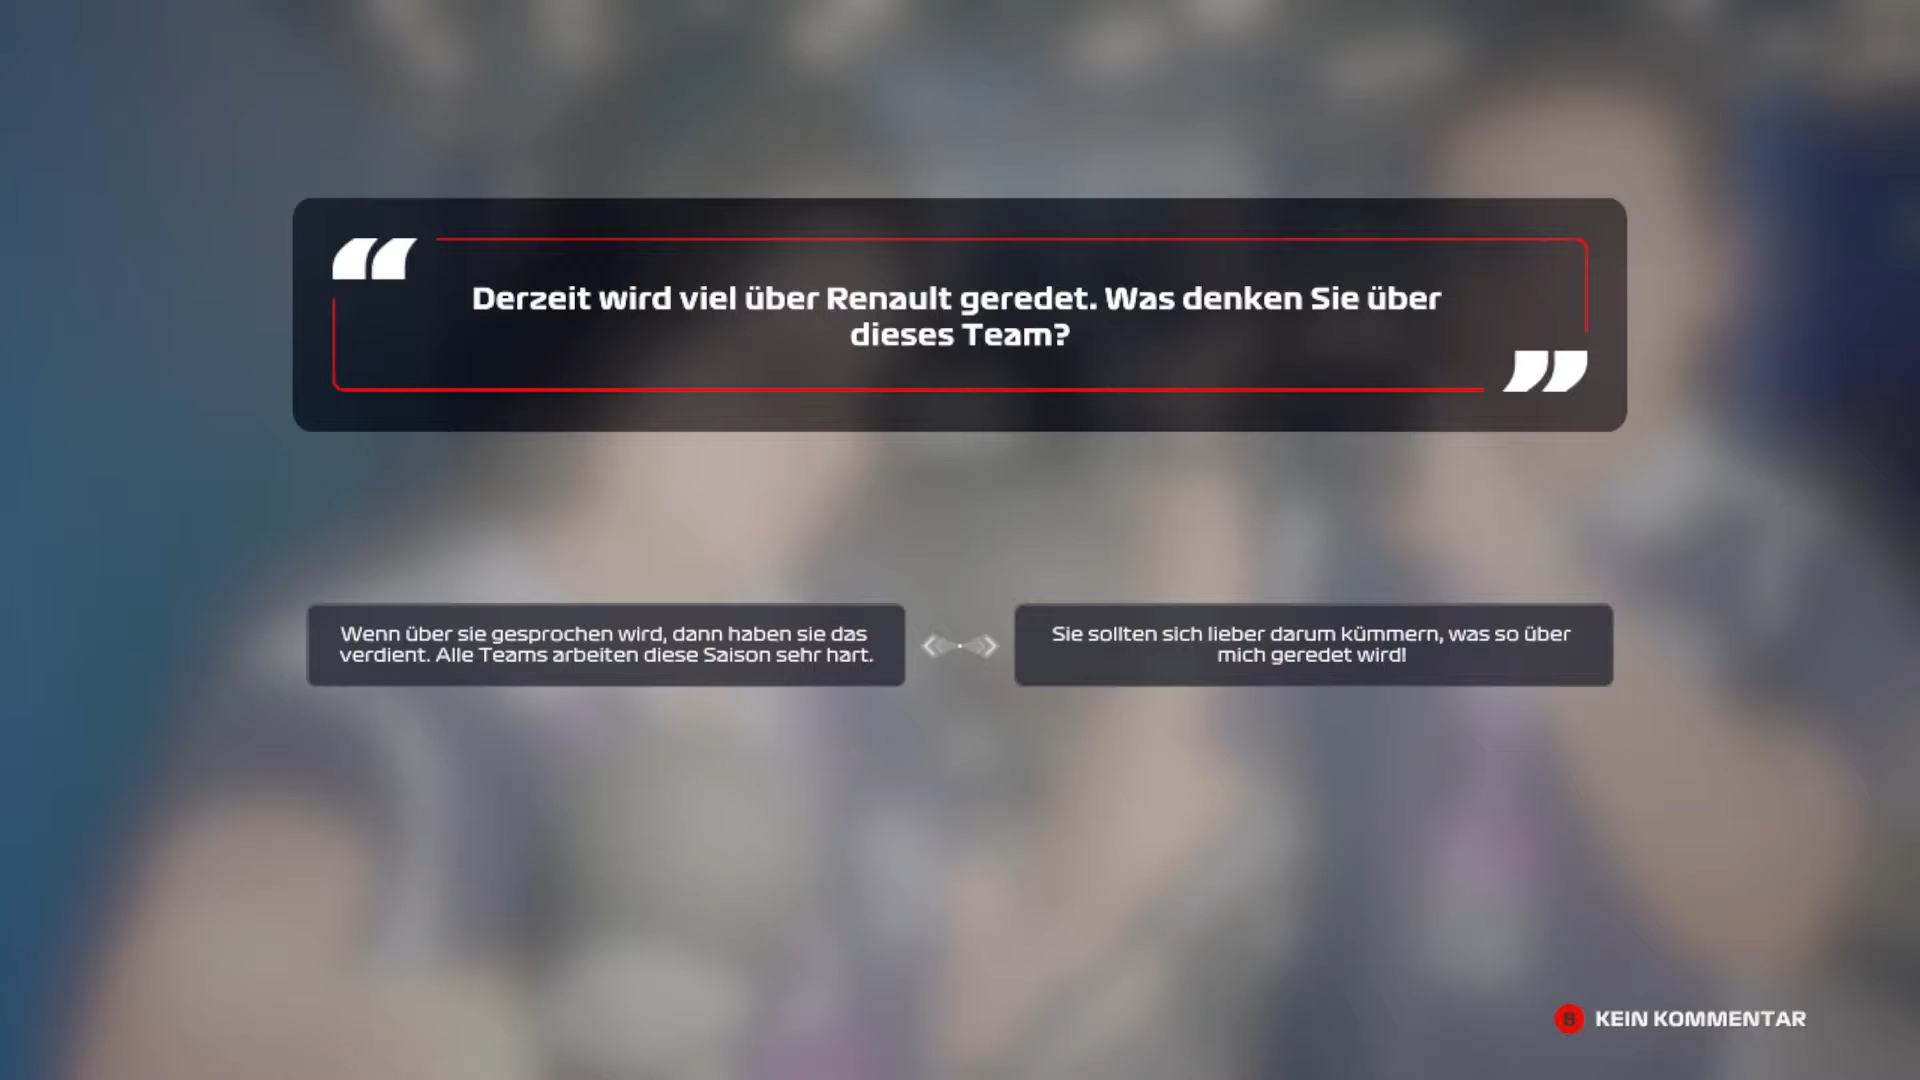 Derzeit wird viel über Renault geredet. Was denken Sie über
dieses Team?
Wenn über sie gesprochen wird, dann haben sie das
verdient. Alle Teams arbeiten diese Saison sehr hart.
Sie sollten sich lieber darum kümmern, was so über
mich geredet wird!
B KEIN KOMMENTAR